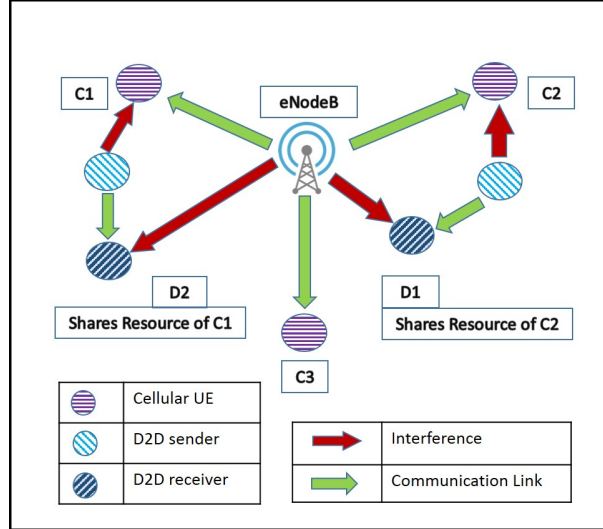 C1
eNodeB
C2
D2
Shares Resource of C1
D1
Shares Resource of C2
C3
Cellular UE
D2D sender
D2D receiver
Interference
Communication Link